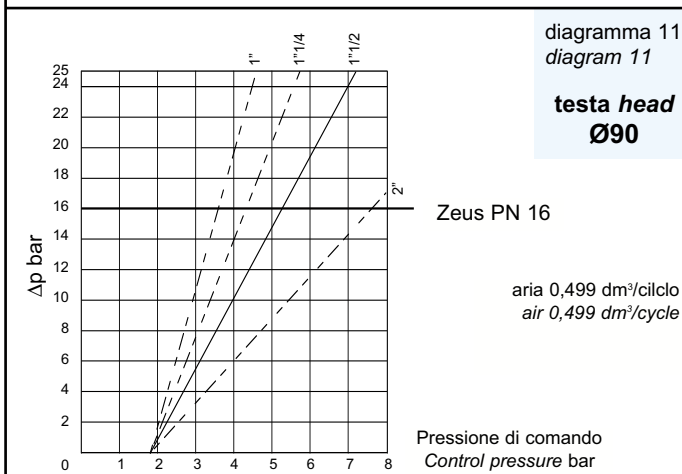 diagramma 11
diagram 11
testa head
Ø90
1"
1"1/4
1"1/2
2"
25
24
22
20
18
16
14
12
10
8
6
4
2
0
Δp bar
1 2 3 4 5 6 7 8
Zeus PN 16
aria 0,499 dm³/cilclo
air 0,499 dm³/cycle
Pressione di comando
Control pressure bar